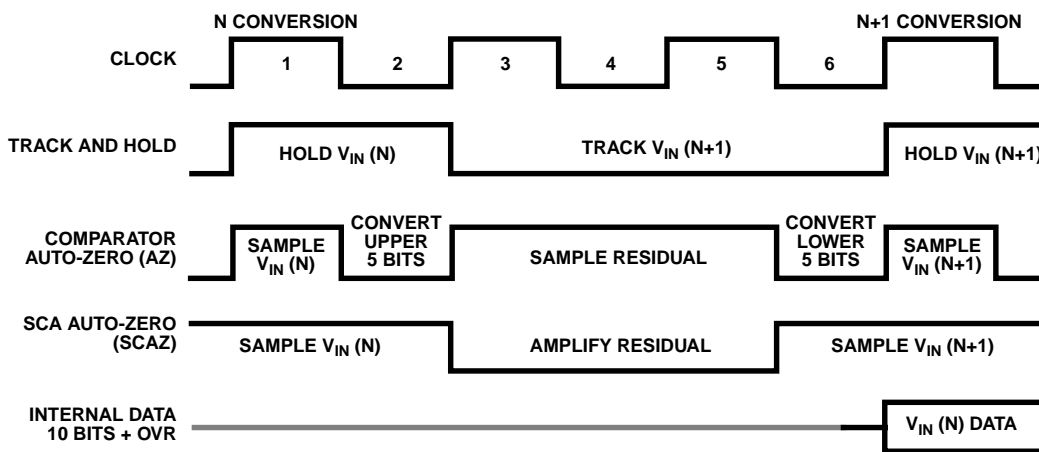 N CONVERSION
N+1 CONVERSION
CLOCK
1 2 3 4 5 6
TRACK AND HOLD
HOLD VIN (N)
TRACK VIN (N+1)
HOLD VIN (N+1)
COMPARATOR
AUTO-ZERO (AZ)
SAMPLE
VIN (N)
CONVERT
UPPER
5 BITS
SAMPLE RESIDUAL
CONVERT
LOWER
5 BITS
SAMPLE
VIN (N+1)
SCA AUTO-ZERO
(SCAZ)
SAMPLE VIN (N)
AMPLIFY RESIDUAL
SAMPLE VIN (N+1)
INTERNAL DATA
10 BITS + OVR
VIN (N) DATA